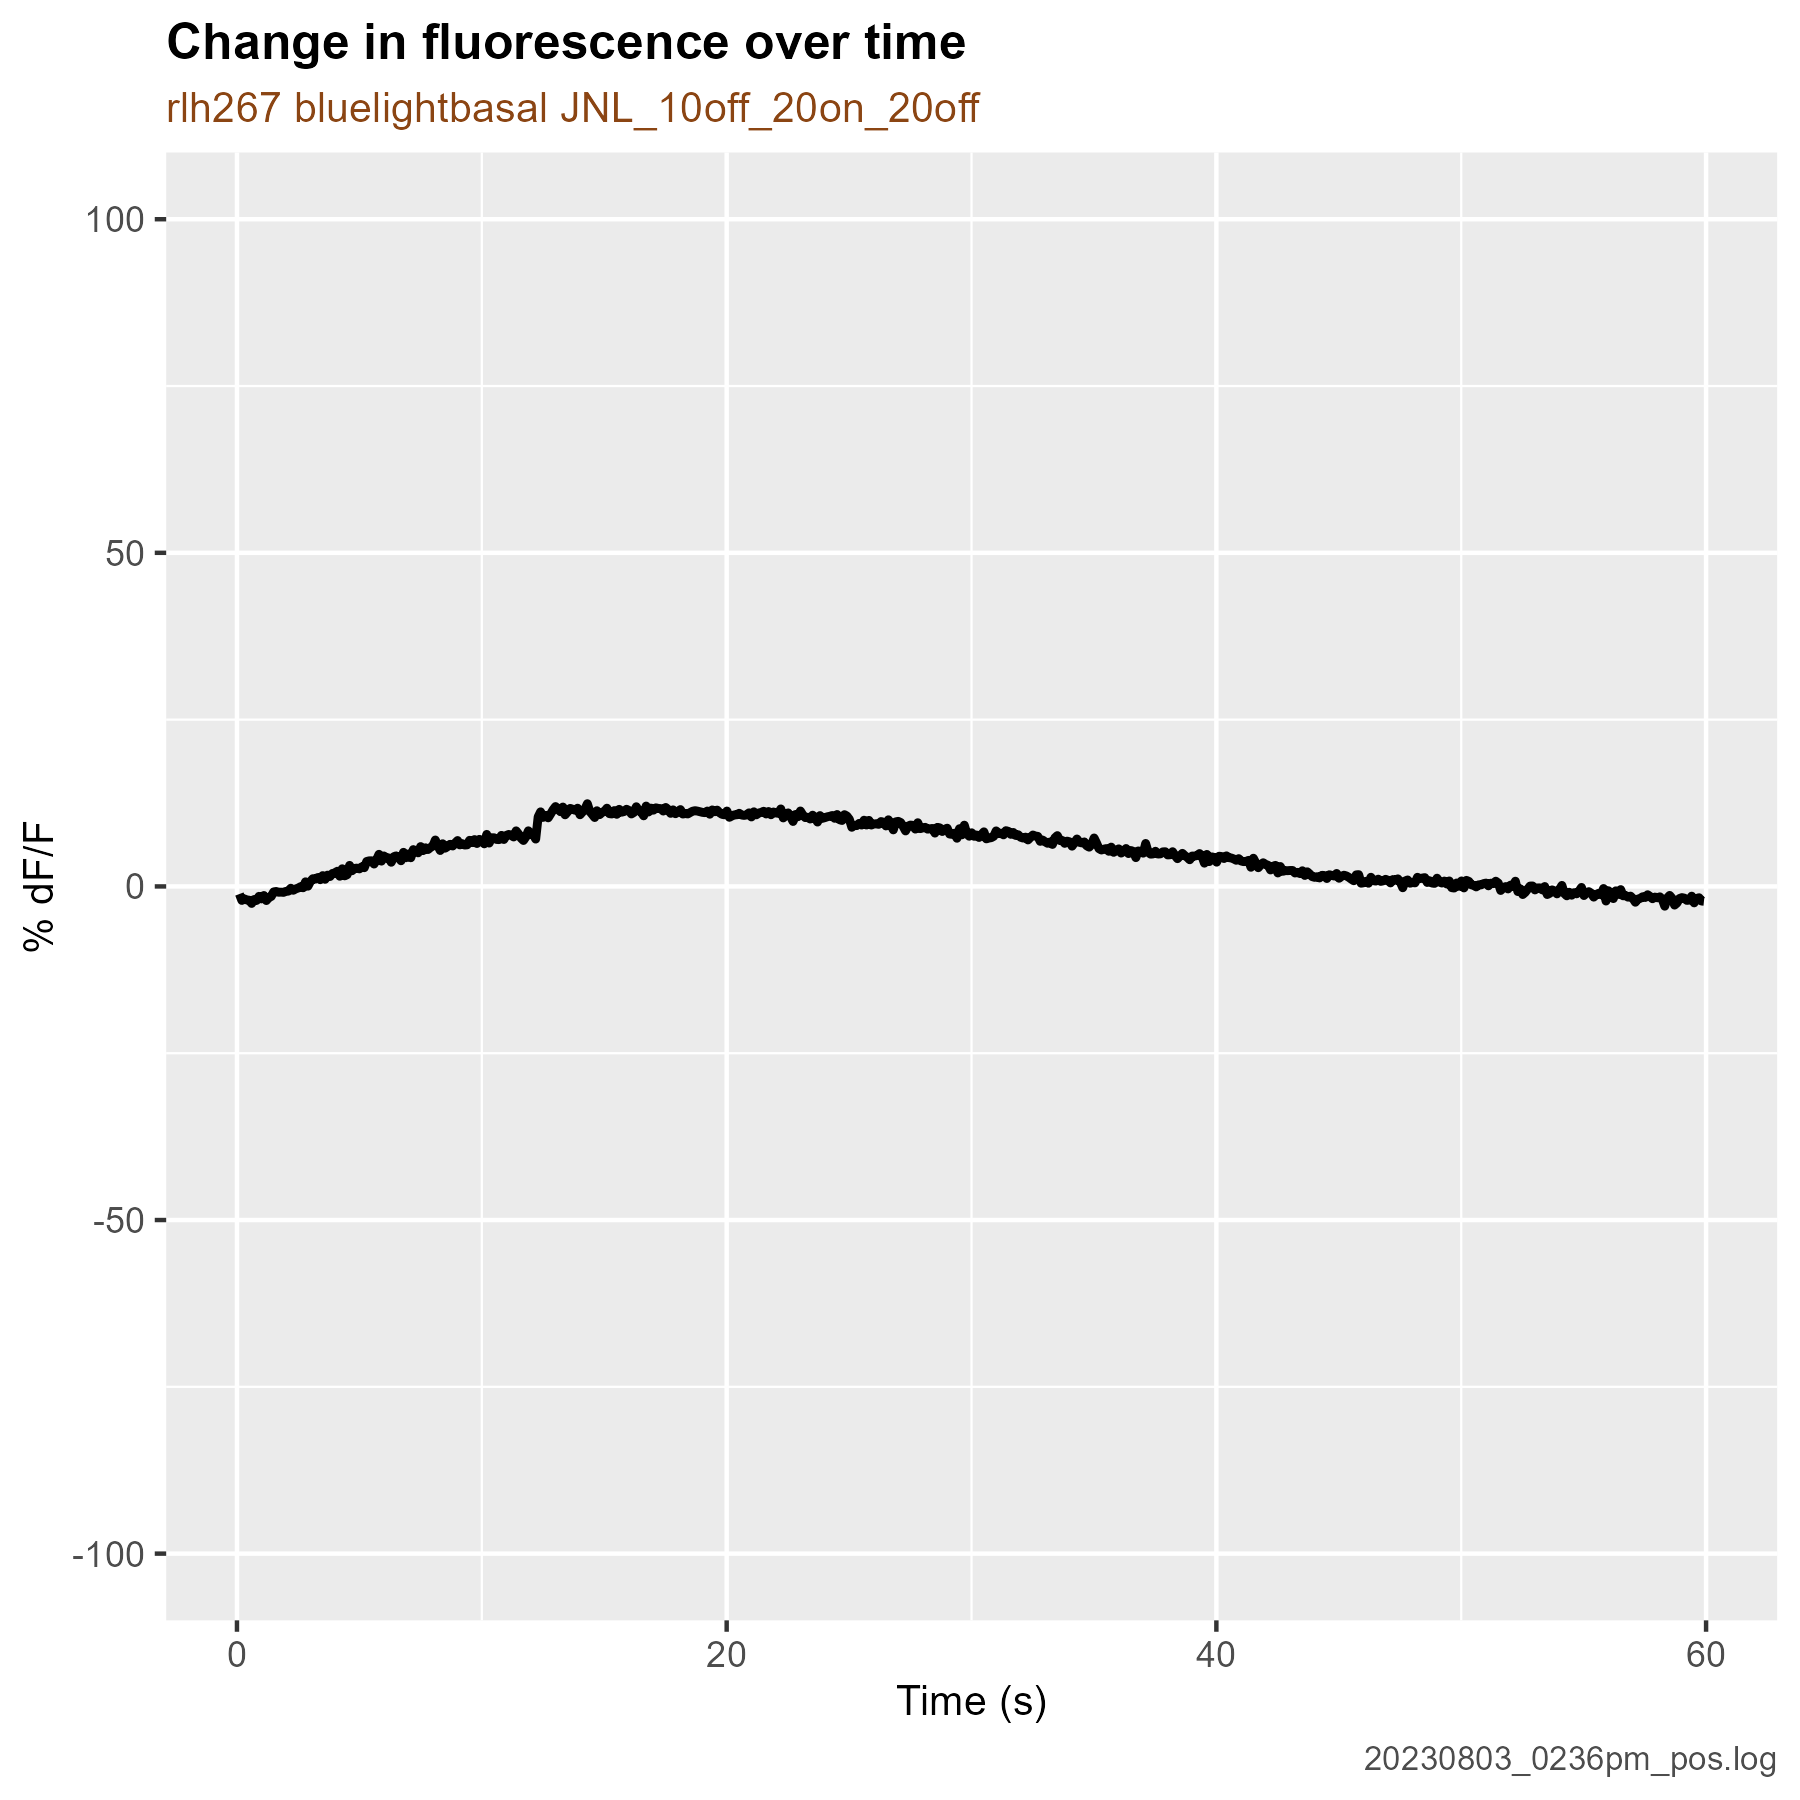 Change in fluorescence over time
rlh267 bluelightbasal JNL_10off_20on_20off
100
50
0
-50
-100
% dF/F
0 20 40 60
Time (s)
20230803_0236pm_pos.log